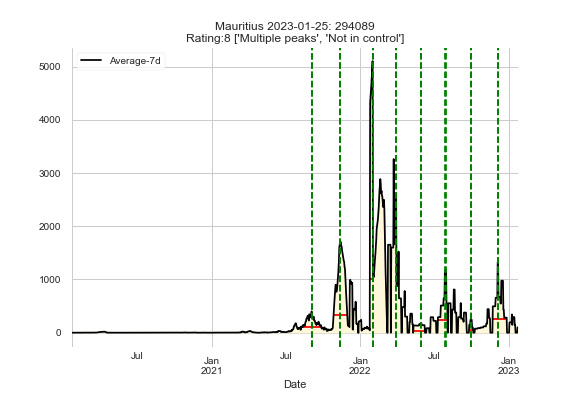 Mauritius 2023-01-25: 294089
Rating:8 ['Multiple peaks', 'Not in control']
Average-7d
5000
4000
3000
2000
1000
0
Jul
Jan
2021
Jul
Jan
2022
Jul
Jan
2023
Date